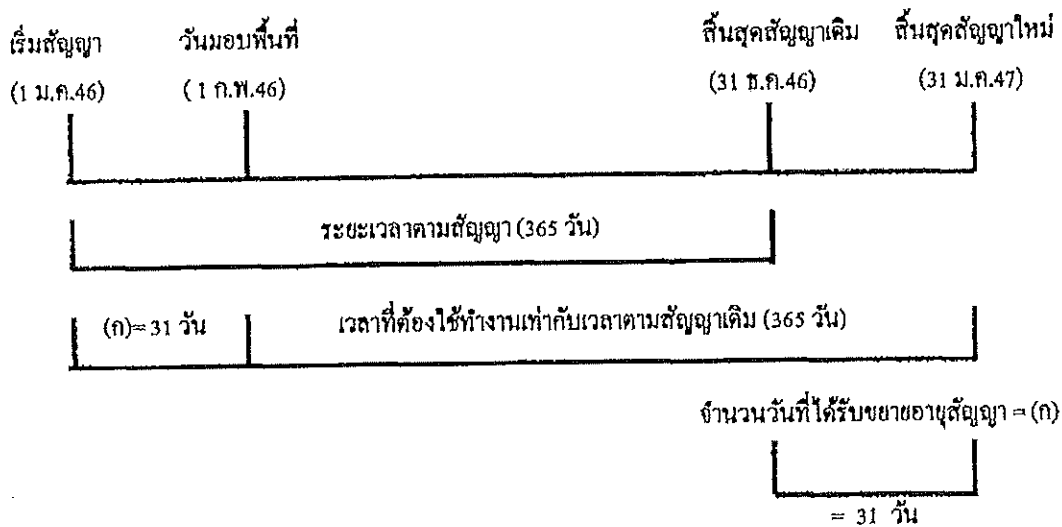 เริ่มสัญญา วันมอบพื้นที่ สิ้นสุดสัญญาเดิม สิ้นสุดสัญญาใหม่
(1 ม.ค.46) (1 ก.พ.46) (31 ธ.ค.46) (31 ม.ค.47)
ระยะเวลาตามสัญญา (365 วัน)
(ก)= 31 วัน เวลาที่ต้องใช้ทำงานเท่ากับเวลาตามสัญญาเดิม (365 วัน)
จำนวนวันที่ได้รับขยายอายุสัญญา = (ก)
= 31 วัน